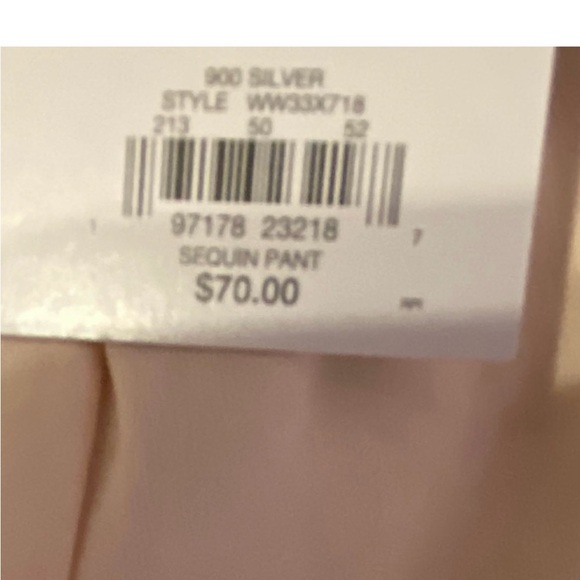 900 SILVER
STYLE WW33X718
213 50 52
1 97178 23218 7
SEQUIN PANT
$70.00